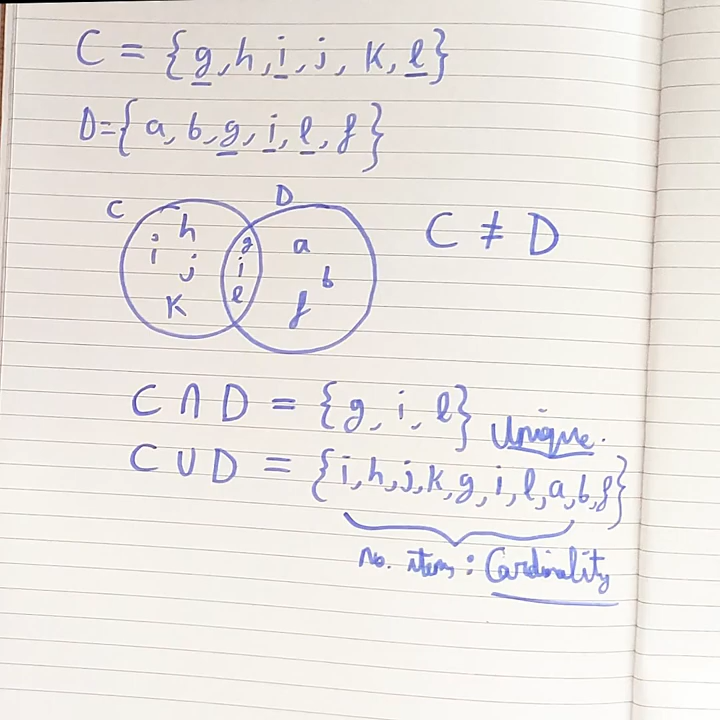 C = {g, h, i, j, K, l}
D = {a, b, g, i, l, f}
C D
h g a
i i b
j l f
K
C ≠ D
C ∩ D = {g, i, l} Unique.
C ∪ D = {i, h, j, K, g, i, l, a, b, f}
No. items : Cardinality